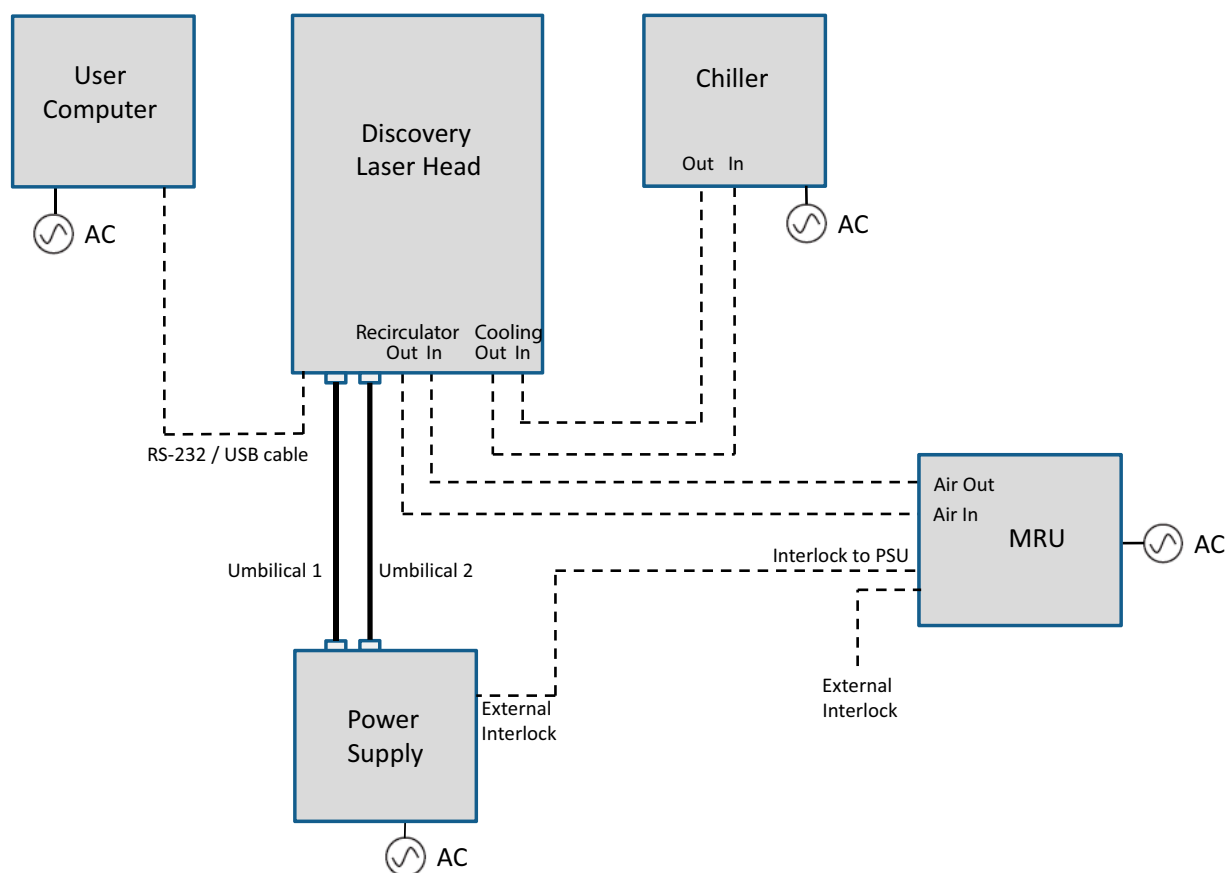 User
Computer
AC
Discovery
Laser Head
Recirculator
Out In
Cooling
Out In
Chiller
Out In
AC
RS-232 / USB cable
Air Out
Air In
MRU
AC
Interlock to PSU
Umbilical 1
Umbilical 2
External
Interlock
External
Interlock
Power
Supply
AC